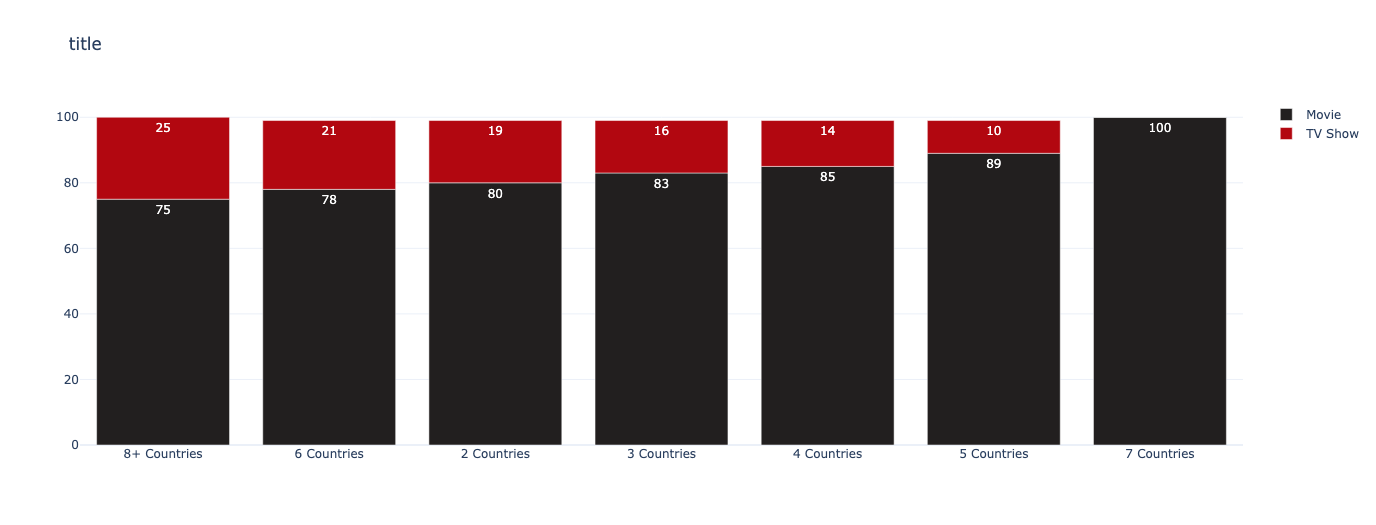 title
100
80
60
40
20
0
25
21
19
16
14
10
100
75
78
80
83
85
89
8+ Countries
6 Countries
2 Countries
3 Countries
4 Countries
5 Countries
7 Countries
Movie
TV Show